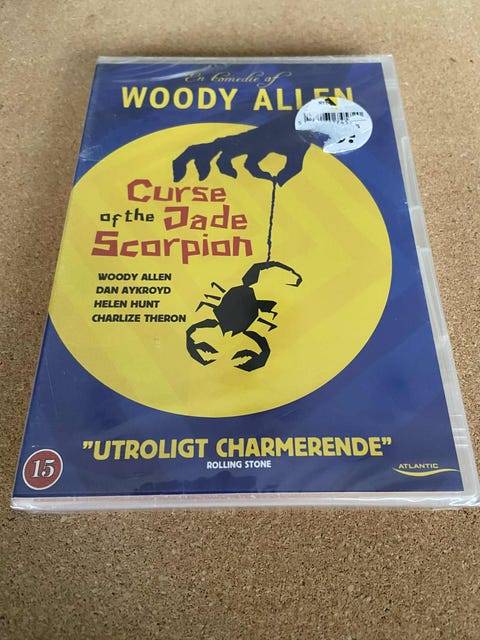 En comedie af
WOODY ALLEN
Curse
of the Jade
Scorpion
WOODY ALLEN
DAN AYKROYD
HELEN HUNT
CHARLIZE THERON
"UTROLIGT CHARMERENDE"
ROLLING STONE
15
ATLANTIC